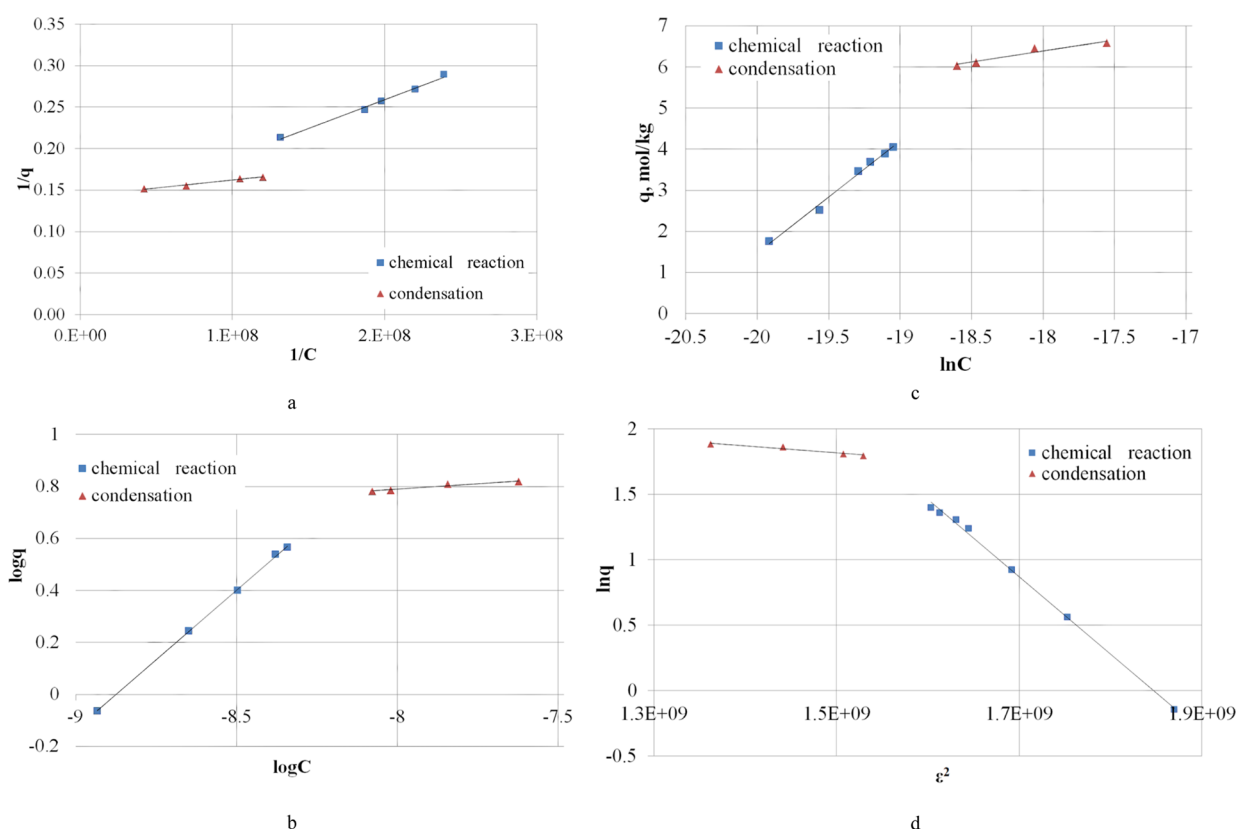 0.35
0.30
0.25
0.20
0.15
0.10
0.05
0.00
1/q
chemical reaction
condensation
0.E+00 1.E+08 2.E+08 3.E+08
1/C
a
7
6
5
4
3
2
1
0
q, mol/kg
chemical reaction
condensation
-20.5 -20 -19.5 -19 -18.5 -18 -17.5 -17
lnC
c
1
0.8
0.6
0.4
0.2
0
-0.2
logq
chemical reaction
condensation
-9 -8.5 -8 -7.5
logC
b
2
1.5
1
0.5
0
-0.5
lnq
chemical reaction
condensation
1.3E+09 1.5E+09 1.7E+09 1.9E+09
ε²
d